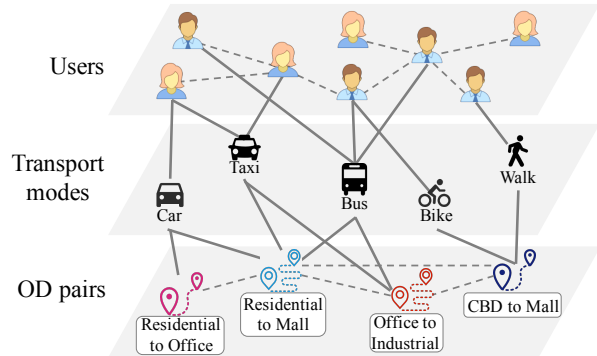 Users
Transport
modes
Taxi
Walk
Car
Bus
Bike
OD pairs
Residential
to Office
Residential
to Mall
Office to
Industrial
CBD to Mall